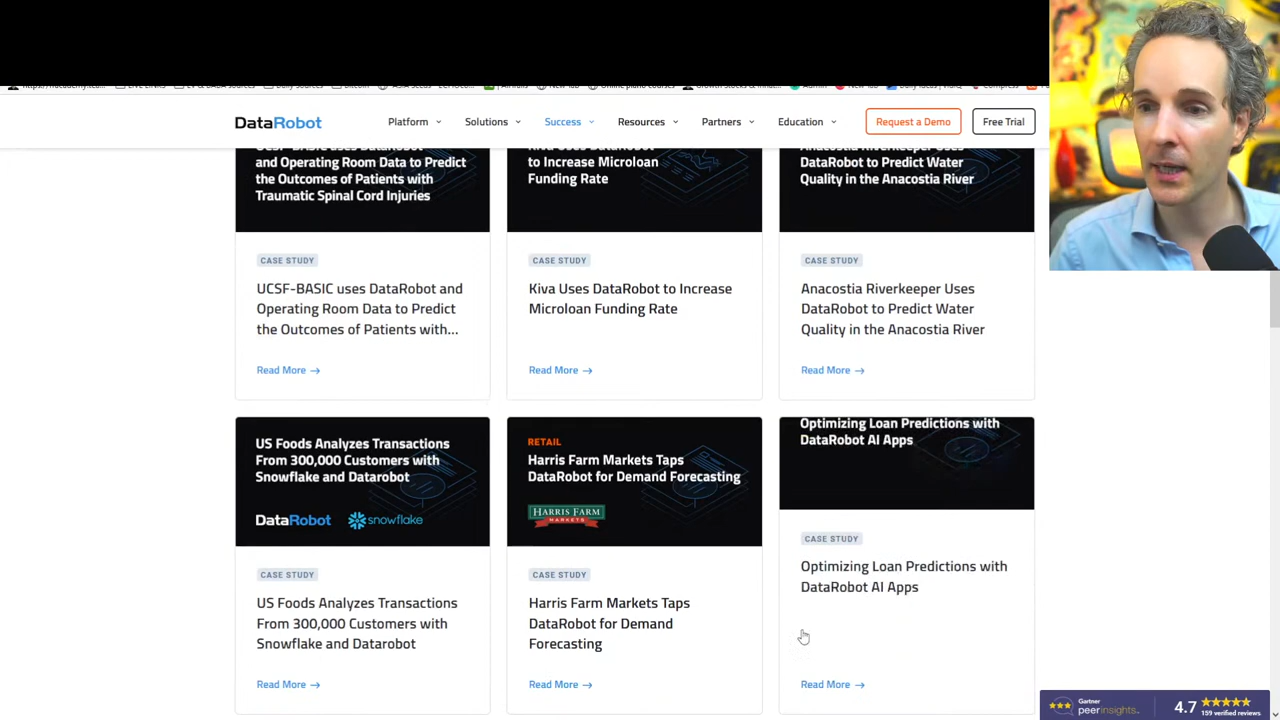 DataRobot
Platform
Solutions
Success
Resources
Partners
Education
Request a Demo
Free Trial
and Operating Room Data to Predict
the Outcomes of Patients with
Traumatic Spinal Cord Injuries
to Increase Microloan
Funding Rate
DataRobot to Predict Water
Quality in the Anacostia River
CASE STUDY
UCSF-BASIC uses DataRobot and
Operating Room Data to Predict
the Outcomes of Patients with...
Read More →
CASE STUDY
Kiva Uses DataRobot to Increase
Microloan Funding Rate
Read More →
CASE STUDY
Anacostia Riverkeeper Uses
DataRobot to Predict Water
Quality in the Anacostia River
Read More →
US Foods Analyzes Transactions
From 300,000 Customers with
Snowflake and Datarobot
DataRobot
snowflake
CASE STUDY
US Foods Analyzes Transactions
From 300,000 Customers with
Snowflake and Datarobot
Read More →
RETAIL
Harris Farm Markets Taps
DataRobot for Demand Forecasting
HARRIS FARM
MARKETS
CASE STUDY
Harris Farm Markets Taps
DataRobot for Demand
Forecasting
Read More →
Optimizing Loan Predictions with
DataRobot AI Apps
CASE STUDY
Optimizing Loan Predictions with
DataRobot AI Apps
Read More →
Gartner
peerinsights
4.7
159 verified reviews